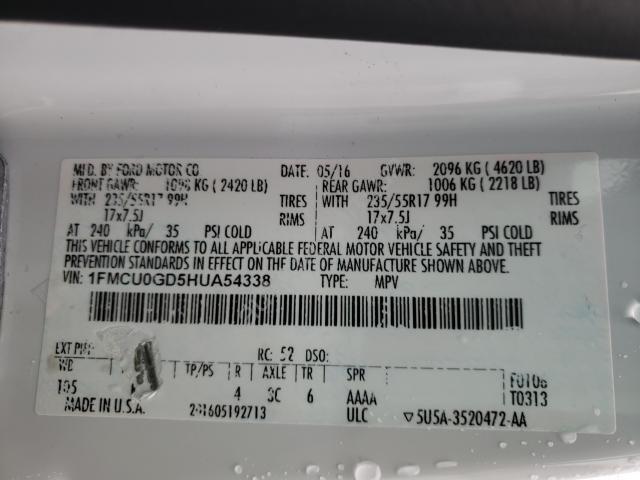 MFD. BY FORD MOTOR CO DATE: 05/16 GVWR: 2096 KG ( 4620 LB)
FRONT GAWR: 1098 KG ( 2420 LB) REAR GAWR: 1006 KG ( 2218 LB)
WITH 235/55R17 99H TIRES WITH 235/55R17 99H TIRES
17x7.5J RIMS 17x7.5J RIMS
AT 240 kPa/ 35 PSI COLD AT 240 kPa/ 35 PSI COLD
THIS VEHICLE CONFORMS TO ALL APPLICABLE FEDERAL MOTOR VEHICLE SAFETY AND THEFT
PREVENTION STANDARDS IN EFFECT ON THE DATE OF MANUFACTURE SHOWN ABOVE.
VIN: 1FMCU0GD5HUA54338 TYPE: MPV
EXT RC: 52 DSO:
WB TP/PS R AXLE TR SPR F0106
105 4 3C 6 AAAA T0313
MADE IN U.S.A. 201605192713 ULC 5U5A-3520472-AA